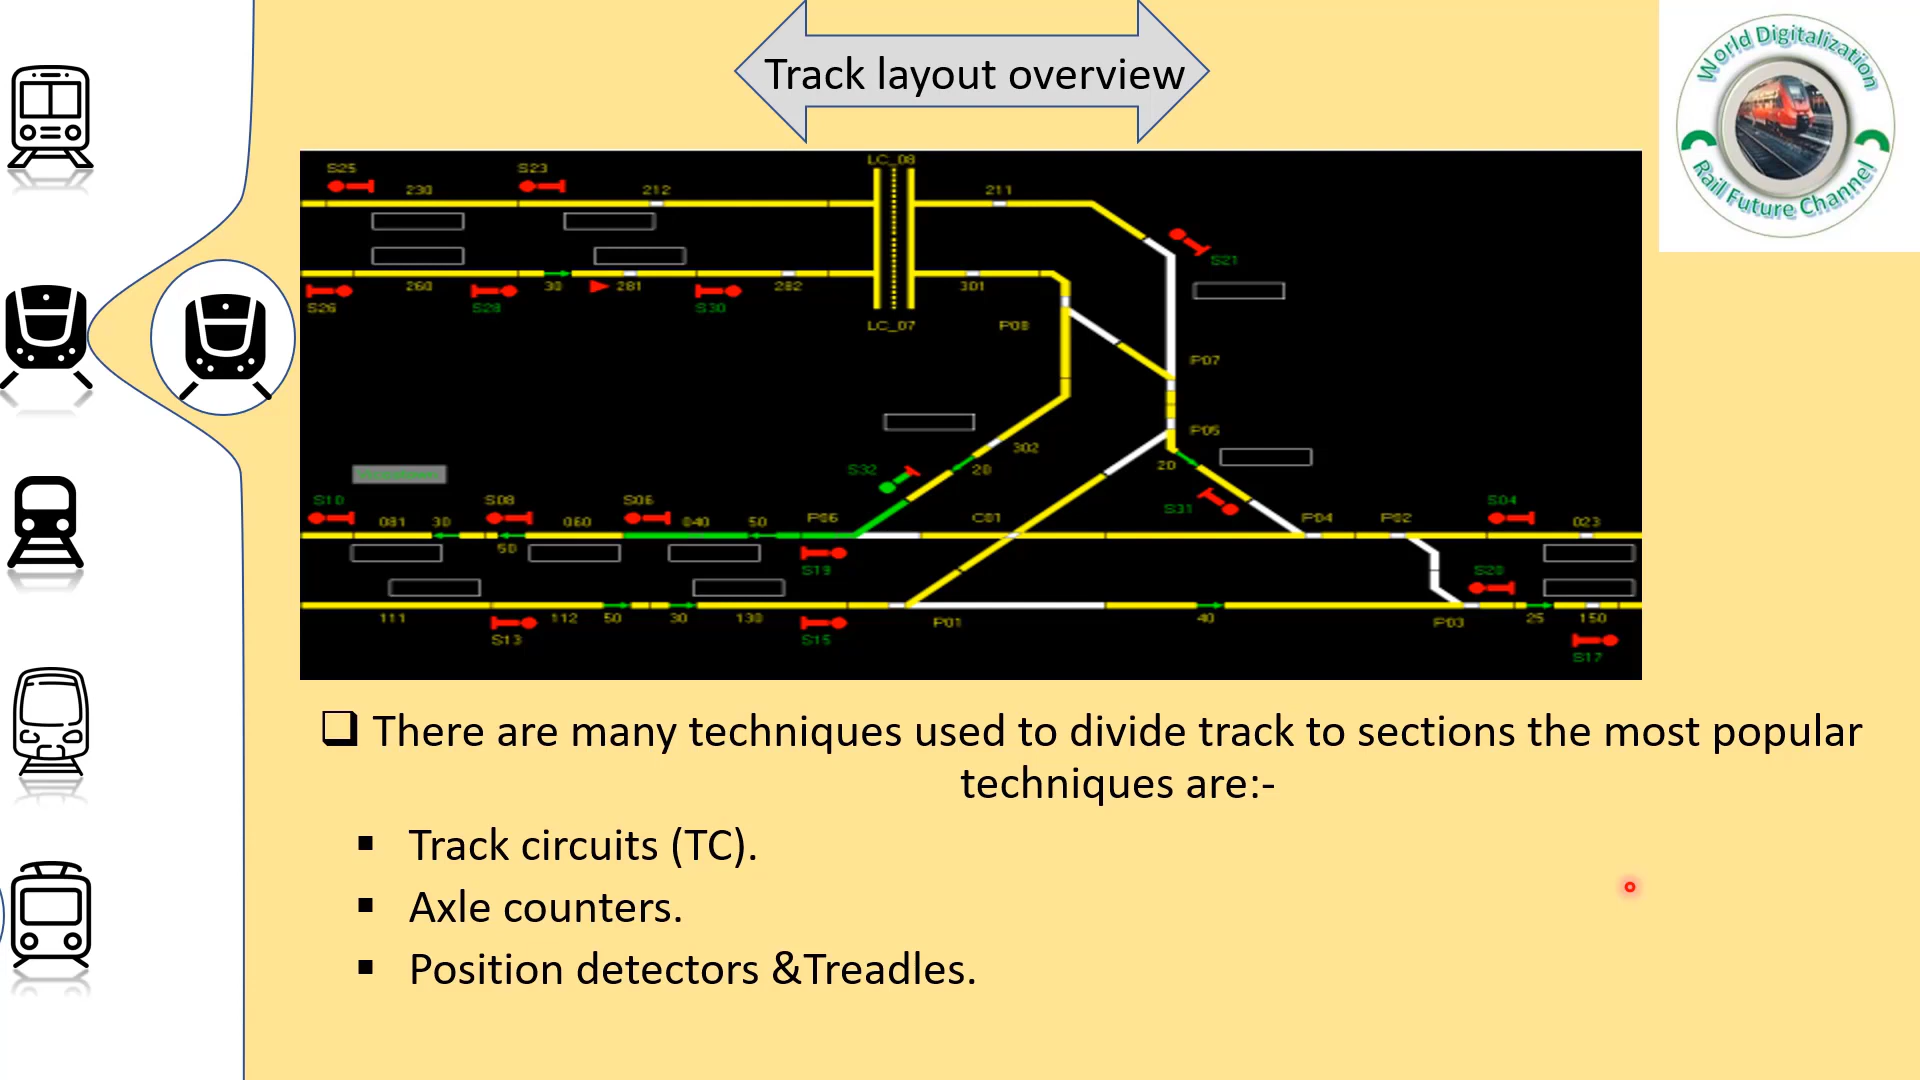 Track layout overview
World Digitalization
Rail Future Channel
LC_08
S25
S23
230
212
211
S21
260
30
281
282
301
S26
S28
S30
LC_07
P08
P07
P05
302
20
20
S32
S31
S10
S08
S06
081
30
060
040
50
P06
C01
P04
P02
S04
023
50
S19
S20
111
S13
112
50
30
130
S15
P01
40
P03
25
150
S17
❑ There are many techniques used to divide track to sections the most popular
techniques are:-
▪ Track circuits (TC).
▪ Axle counters.
▪ Position detectors &Treadles.